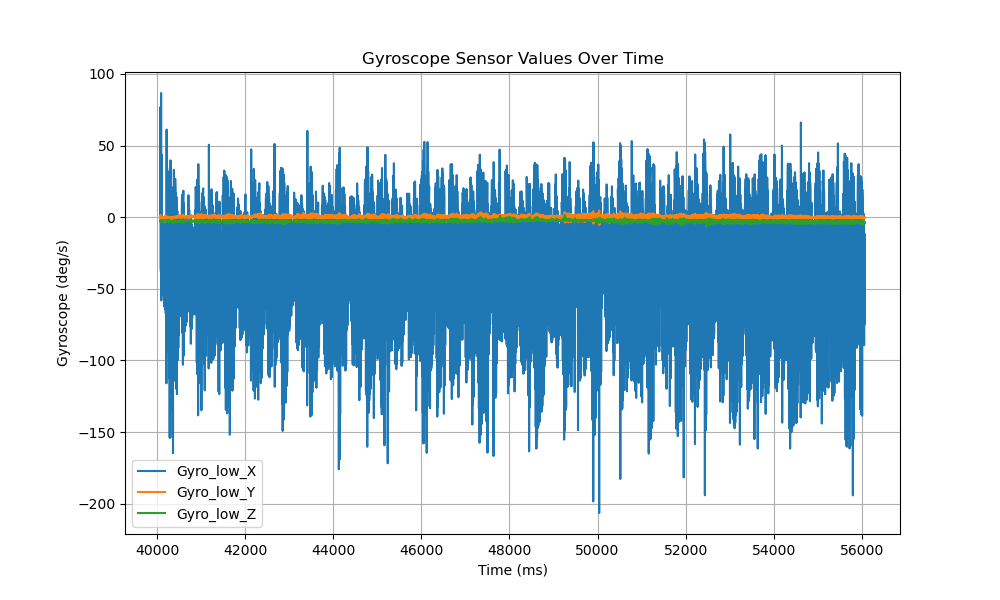 Gyroscope Sensor Values Over Time
Gyroscope (deg/s)
100
50
0
−50
−100
−150
−200
Gyro_low_X
Gyro_low_Y
Gyro_low_Z
40000 42000 44000 46000 48000 50000 52000 54000 56000
Time (ms)